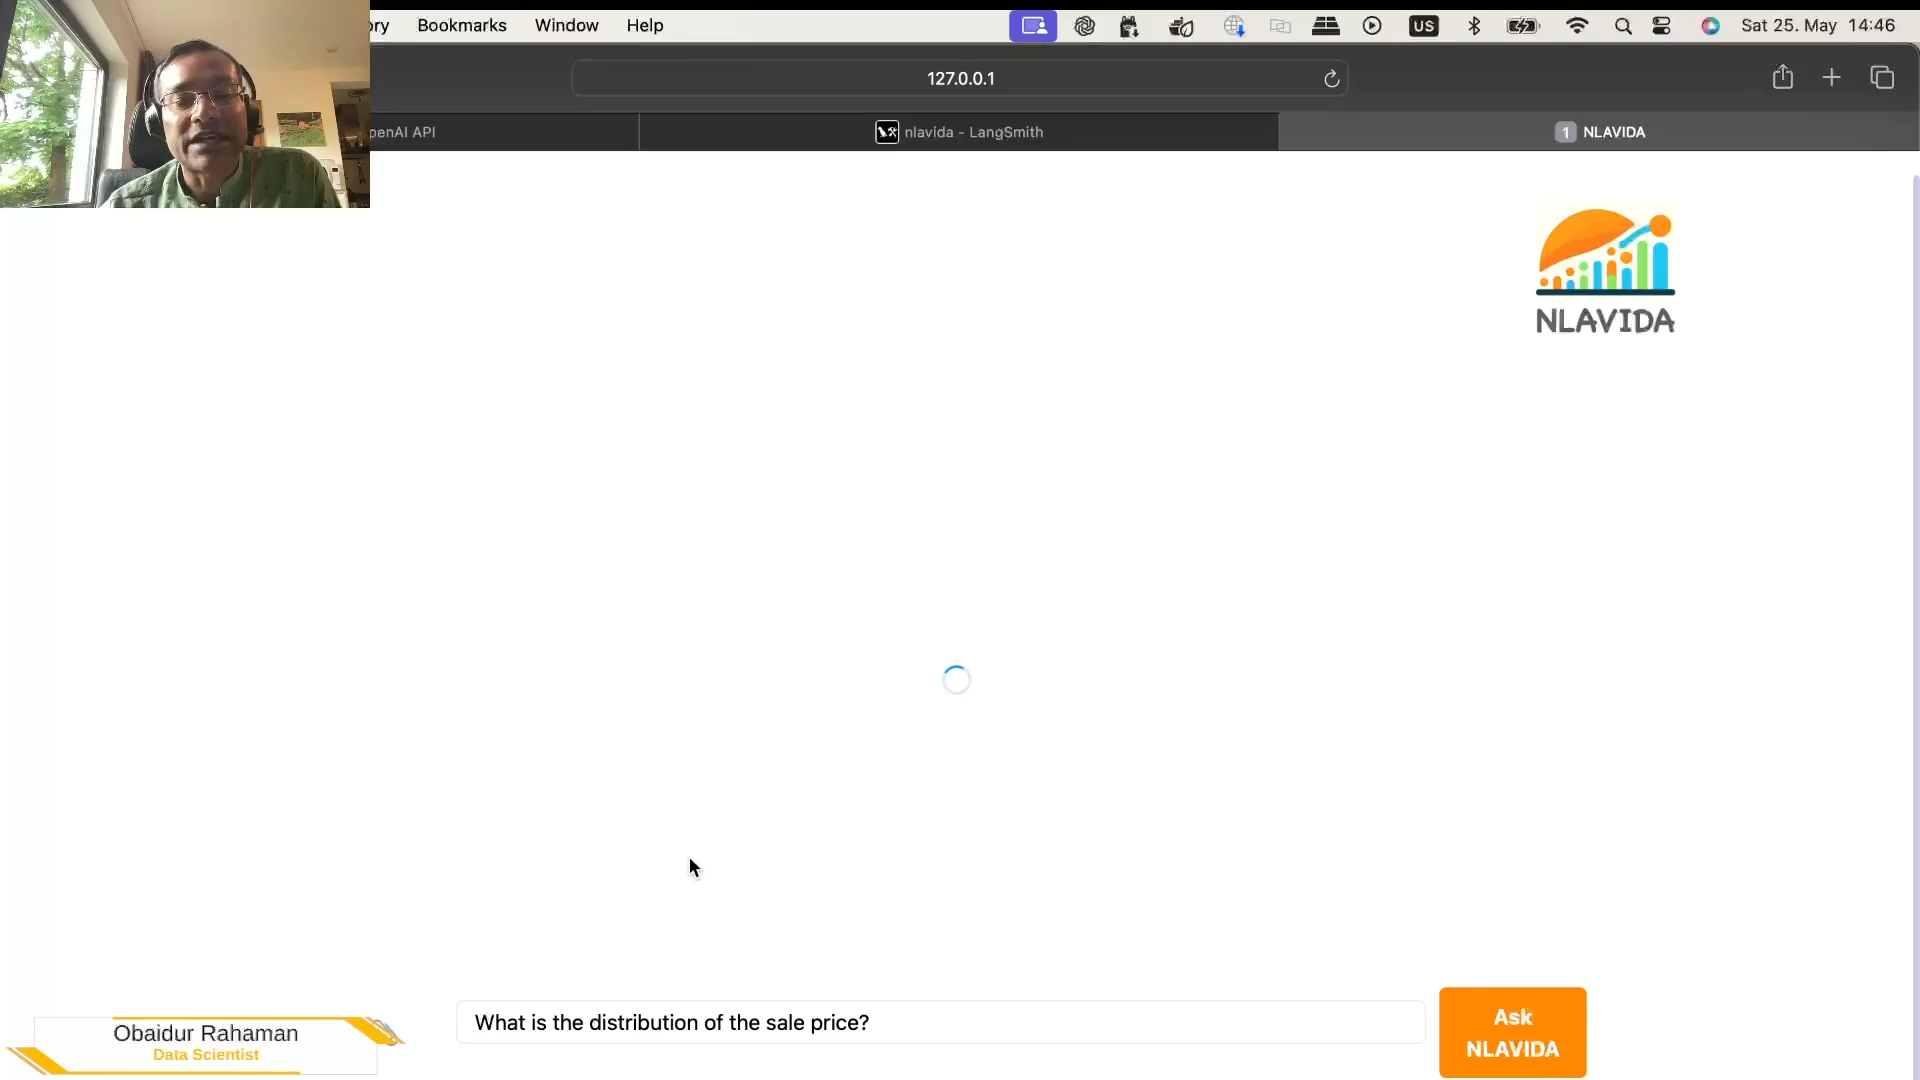 ry Bookmarks Window Help US Sat 25. May 14:46
127.0.0.1
penAI API nlavida - LangSmith 1 NLAVIDA
NLAVIDA
What is the distribution of the sale price?
Ask
NLAVIDA
Obaidur Rahaman
Data Scientist